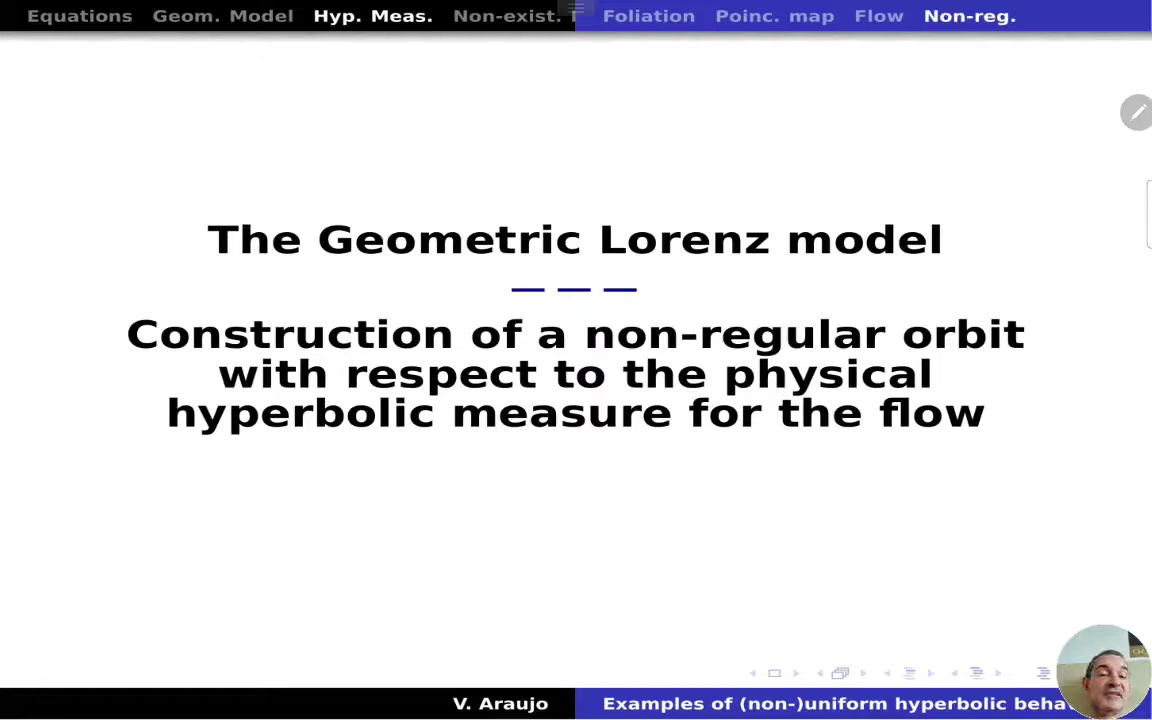 Equations Geom. Model Hyp. Meas. Non-exist. Foliation Poinc. map Flow Non-reg.
The Geometric Lorenz model
Construction of a non-regular orbit
with respect to the physical
hyperbolic measure for the flow
V. Araujo Examples of (non-)uniform hyperbolic